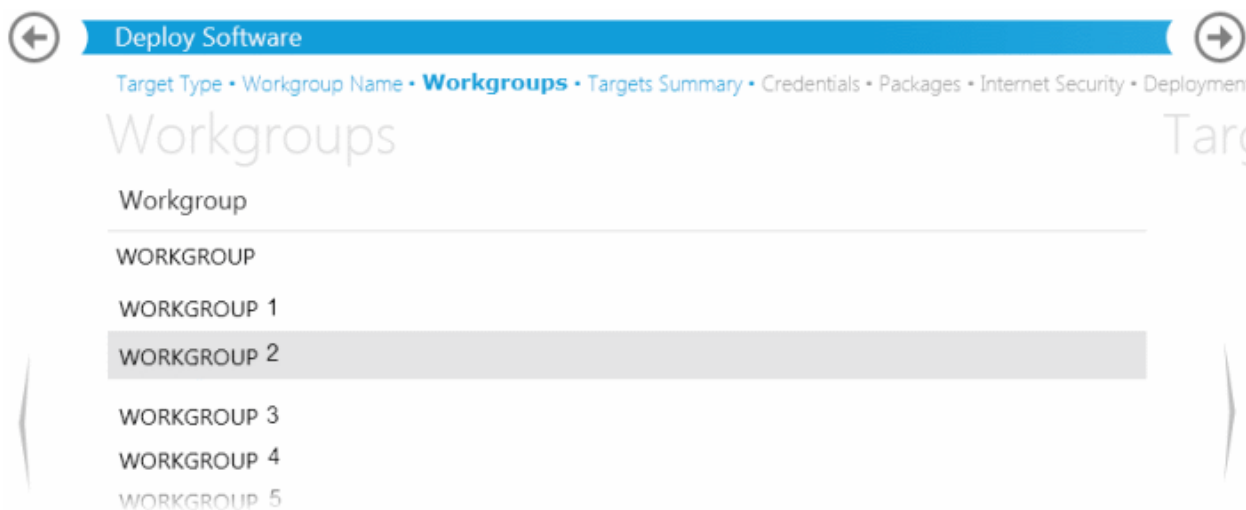 Deploy Software
Target Type • Workgroup Name • Workgroups • Targets Summary • Credentials • Packages • Internet Security • Deploymen
Workgroups Targ
Workgroup
WORKGROUP
WORKGROUP 1
WORKGROUP 2
WORKGROUP 3
WORKGROUP 4
WORKGROUP 5